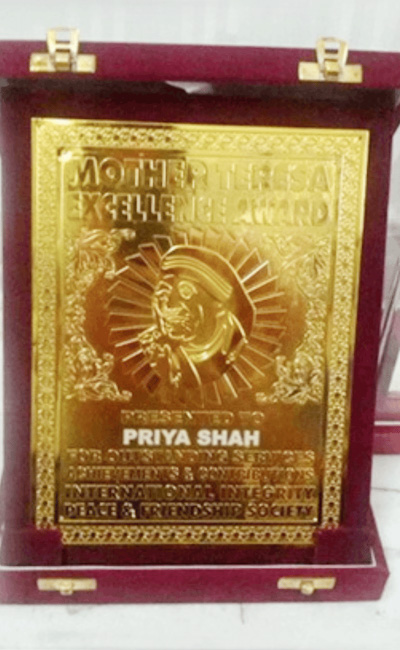 MOTHER TERESA
EXCELLENCE AWARD
PRESENTED TO
PRIYA SHAH
FOR OUTSTANDING SERVICES
ACHIEVEMENTS & CONTRIBUTIONS
INTERNATIONAL INTEGRITY
PEACE & FRIENDSHIP SOCIETY